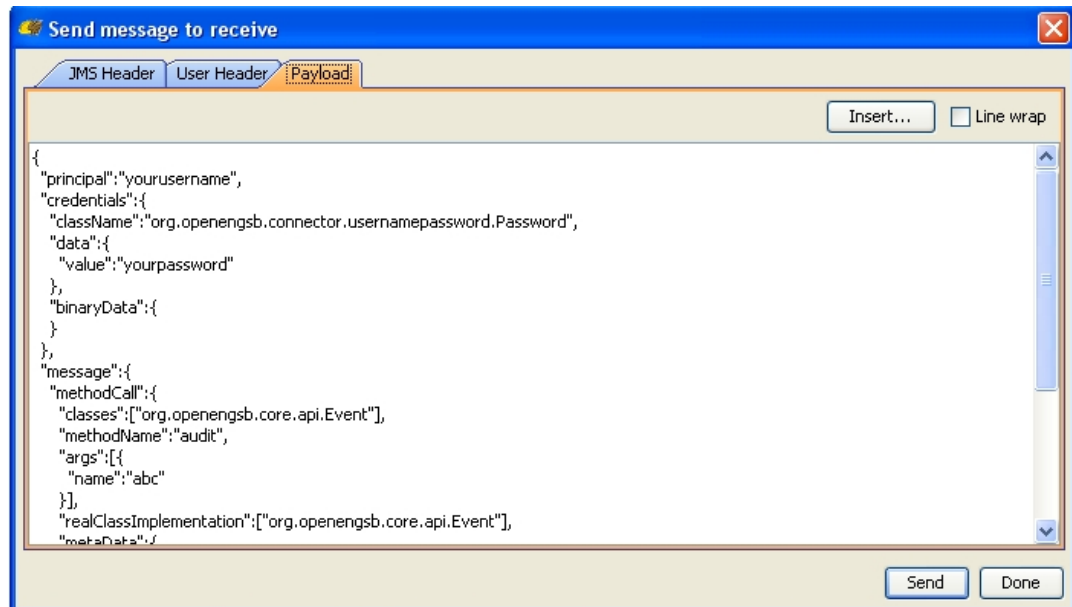 Send message to receive
JMS Header User Header Payload
Insert... Line wrap
{
"principal":"yourusername",
"credentials":{
"className":"org.openengsb.connector.usernamepassword.Password",
"data":{
"value":"yourpassword"
},
"binaryData":{
}
},
"message":{
"methodCall":{
"classes":["org.openengsb.core.api.Event"],
"methodName":"audit",
"args":[{
"name":"abc"
}],
"realClassImplementation":["org.openengsb.core.api.Event"],
"metaData":{
Send Done